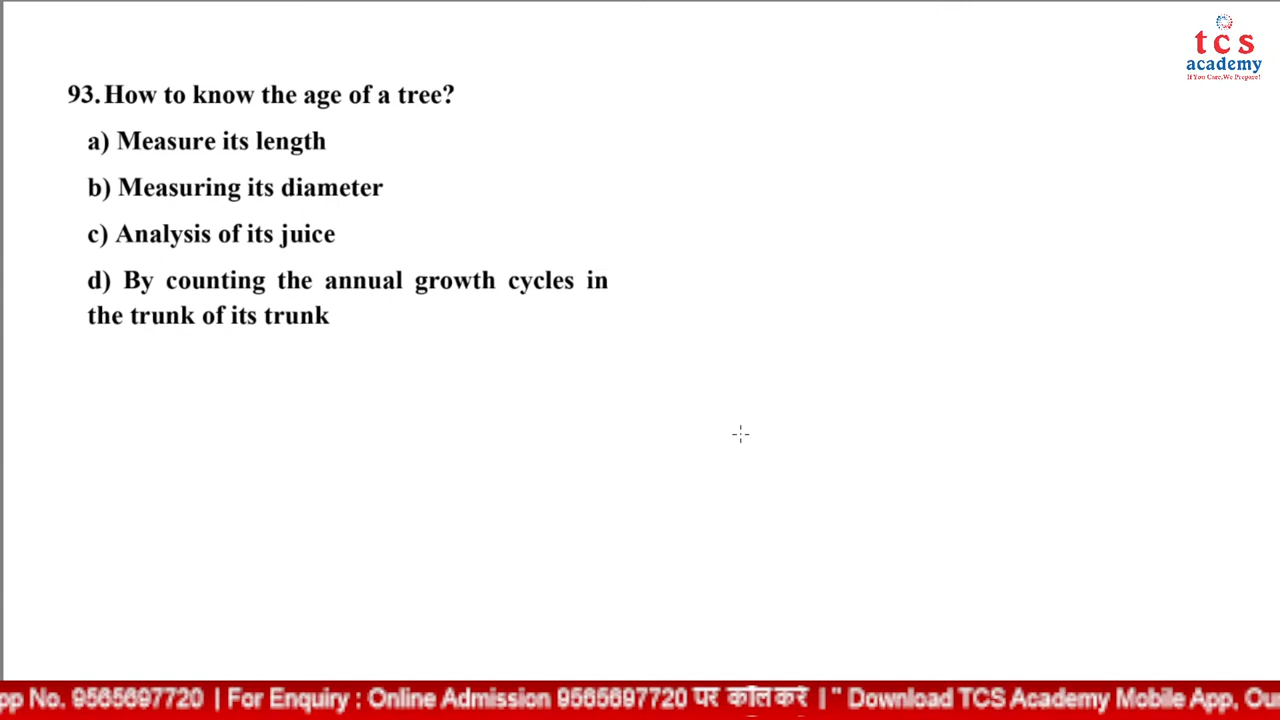 tcs
academy
If You Care,We Prepare!
93. How to know the age of a tree?
a) Measure its length
b) Measuring its diameter
c) Analysis of its juice
d) By counting the annual growth cycles in
the trunk of its trunk
pp No. 9565697720 | For Enquiry : Online Admission 9565697720 पर कॉल करें | " Download TCS Academy Mobile App, Ou